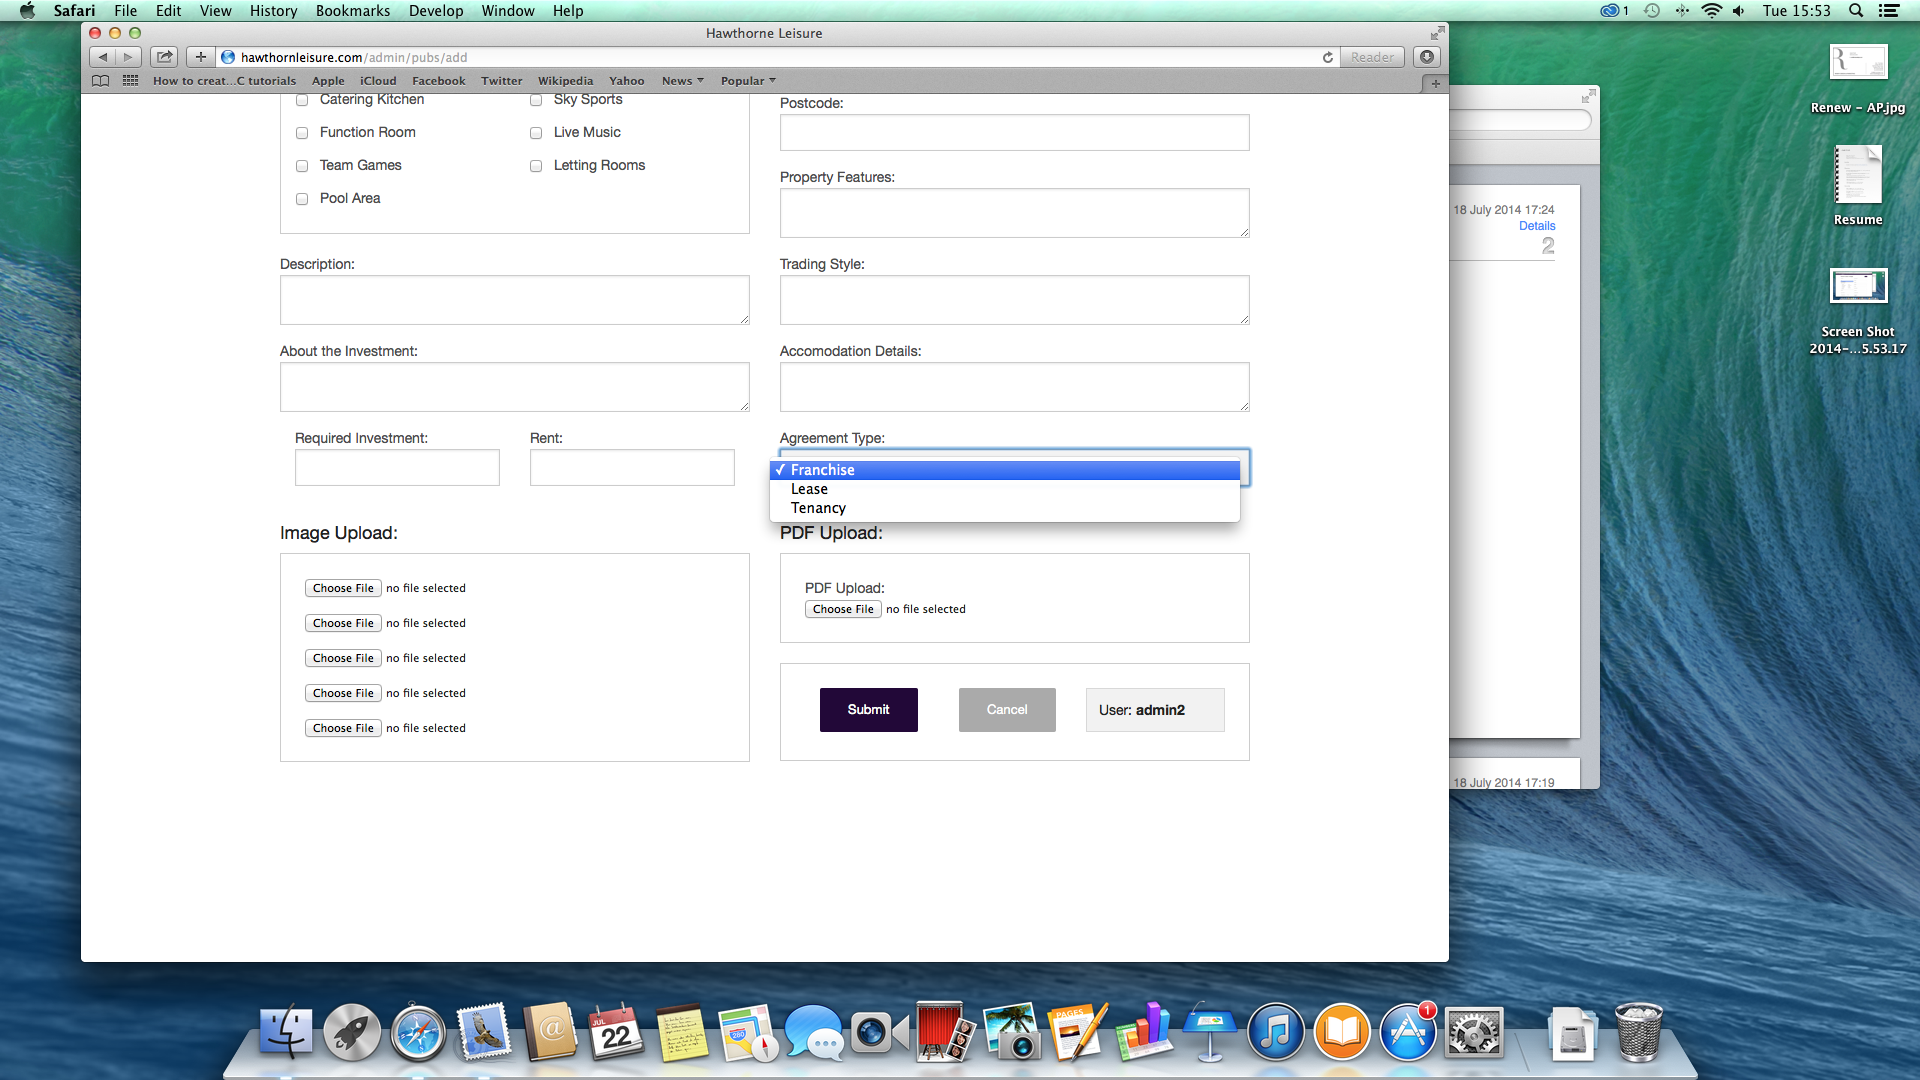 Safari File Edit View History Bookmarks Develop Window Help
1 Tue 15:53
Hawthorne Leisure
hawthornleisure.com/admin/pubs/add
Reader
How to creat...C tutorials Apple iCloud Facebook Twitter Wikipedia Yahoo News Popular
Catering Kitchen
Sky Sports
Function Room
Live Music
Team Games
Letting Rooms
Pool Area
Postcode:
Property Features:
Description:
Trading Style:
About the Investment:
Accomodation Details:
Required Investment:
Rent:
Agreement Type:
✓ Franchise
Lease
Tenancy
Image Upload:
PDF Upload:
Choose File no file selected
Choose File no file selected
Choose File no file selected
Choose File no file selected
Choose File no file selected
PDF Upload:
Choose File no file selected
Submit
Cancel
User: admin2
18 July 2014 17:24
Details
2
18 July 2014 17:19
Renew - AP.jpg
Resume
Screen Shot
2014-...5.53.17
JUL
22
PAGES
1